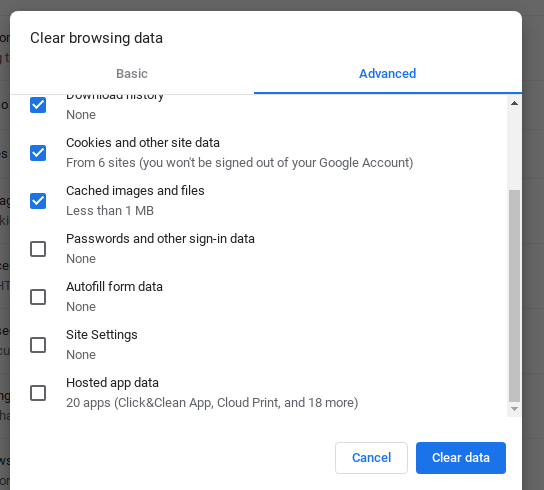 Clear browsing data
Basic
Advanced
Download history
None
Cookies and other site data
From 6 sites (you won't be signed out of your Google Account)
Cached images and files
Less than 1 MB
Passwords and other sign-in data
None
Autofill form data
None
Site Settings
None
Hosted app data
20 apps (Click&Clean App, Cloud Print, and 18 more)
Cancel
Clear data